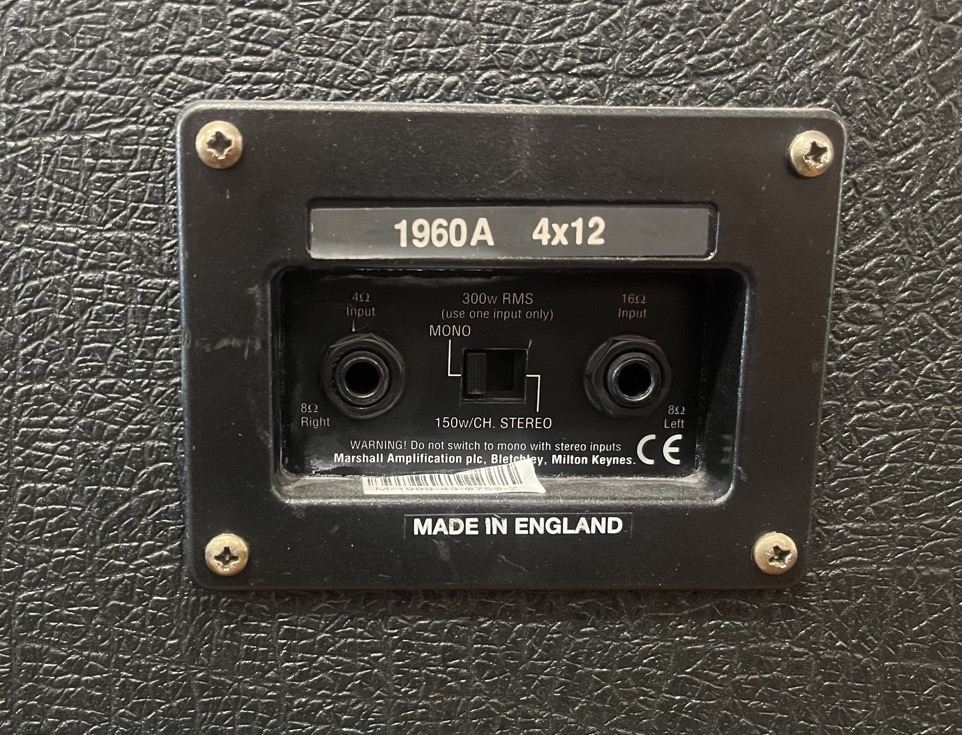 1960A 4x12
4Ω
Input
300w RMS
(use one input only)
16Ω
Input
MONO
8Ω
Right
150w/CH. STEREO
8Ω
Left
WARNING! Do not switch to mono with stereo inputs
Marshall Amplification plc, Bletchley, Milton Keynes.
CE
MADE IN ENGLAND